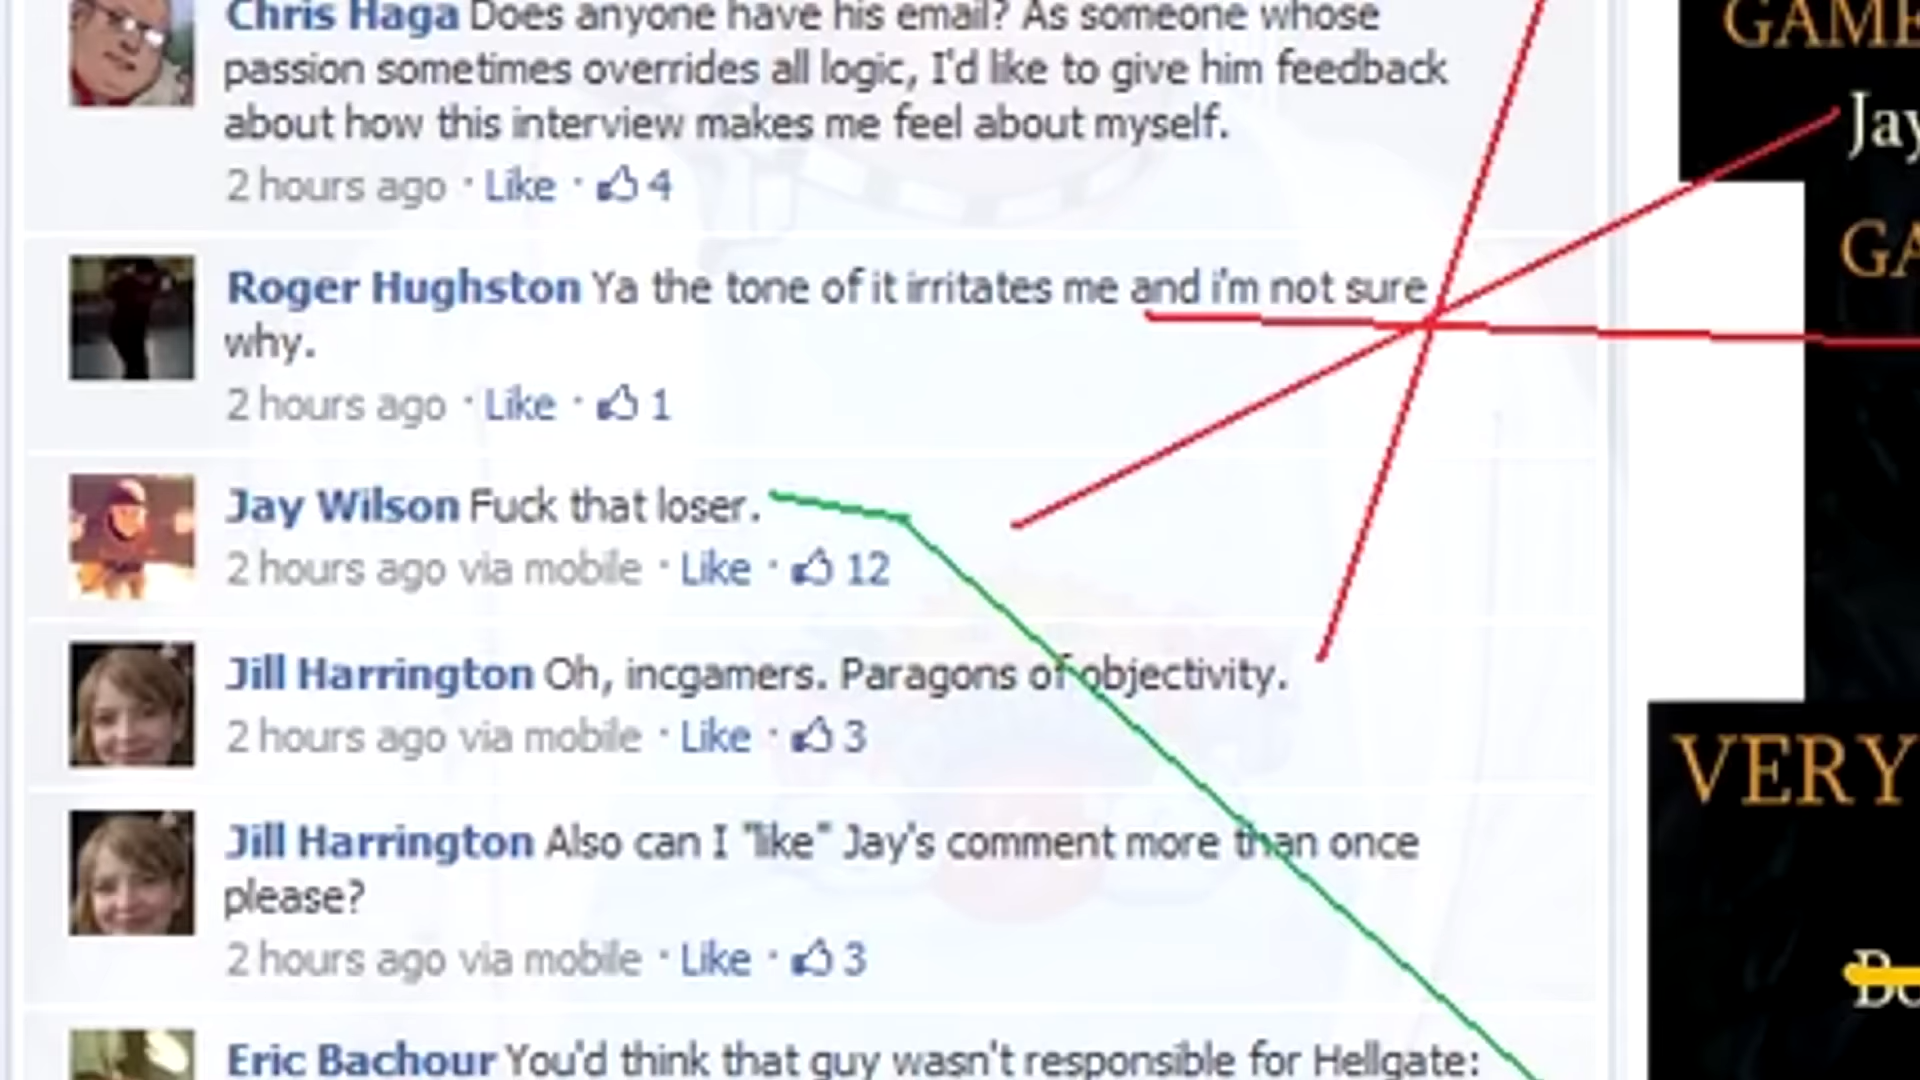 Chris Haga Does anyone have his email? As someone whose
passion sometimes overrides all logic, I'd like to give him feedback
about how this interview makes me feel about myself.
2 hours ago · Like · 4
Roger Hughston Ya the tone of it irritates me and i'm not sure
why.
2 hours ago · Like · 1
Jay Wilson Fuck that loser.
2 hours ago via mobile · Like · 12
Jill Harrington Oh, incgamers. Paragons of objectivity.
2 hours ago via mobile · Like · 3
Jill Harrington Also can I "like" Jay's comment more than once
please?
2 hours ago via mobile · Like · 3
Eric Bachour You'd think that guy wasn't responsible for Hellgate:
GAME
Jay
GA
VERY